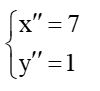 x″ = 7
y″ = 1